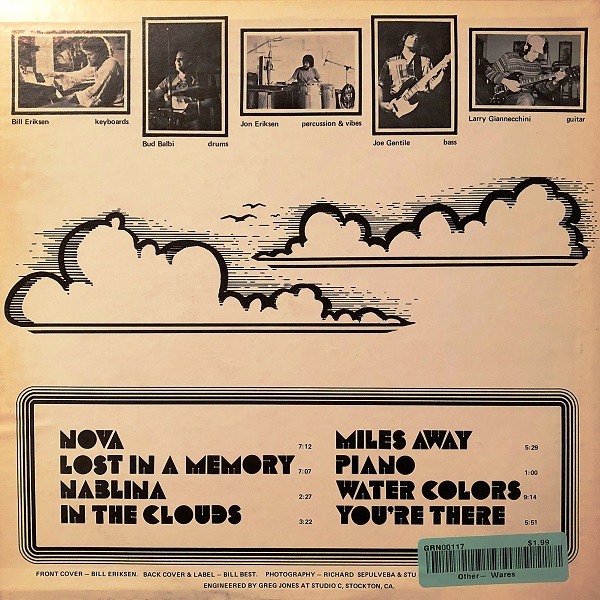 Bill Eriksen keyboards
Bud Balbi drums
Jon Eriksen percussion & vibes
Joe Gentile bass
Larry Giannecchini guitar
NOVA 7:12
LOST IN A MEMORY 7:07
NABLINA 2:27
IN THE CLOUDS 3:22
MILES AWAY 5:29
PIANO 1:00
WATER COLORS 9:14
YOU'RE THERE 5:51
GRN00117 $1.99
Other— Wares
FRONT COVER – BILL ERIKSEN. BACK COVER & LABEL – BILL BEST. PHOTOGRAPHY – RICHARD SEPULVEBA & STU
ENGINEERED BY GREG JONES AT STUDIO C, STOCKTON, CA.